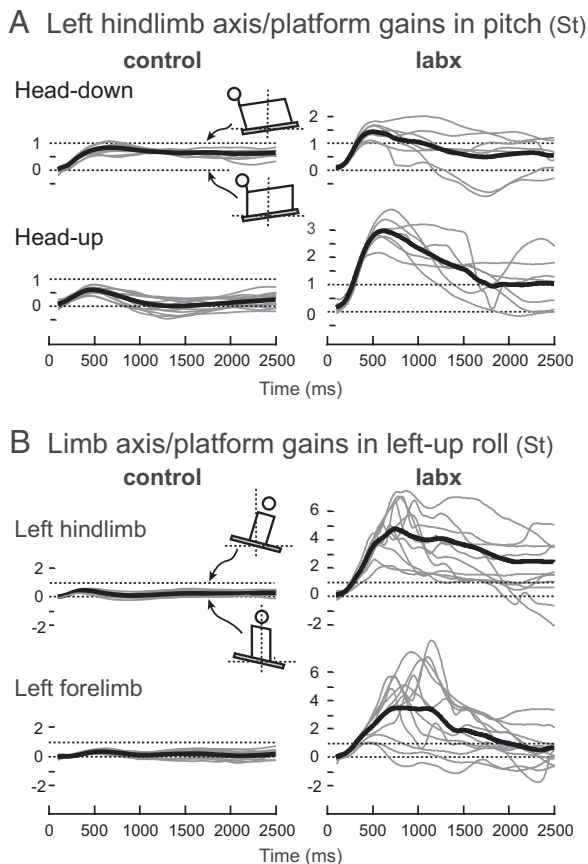 A Left hindlimb axis/platform gains in pitch (St)
control labx
Head-down
1
0
2
1
0
Head-up
1
0
3
2
1
0
0 500 1000 1500 2000 2500 0 500 1000 1500 2000 2500
Time (ms)
B Limb axis/platform gains in left-up roll (St)
control labx
Left hindlimb
2
0
-2
6
4
2
0
-2
Left forelimb
2
0
-2
6
4
2
0
-2
0 500 1000 1500 2000 2500 0 500 1000 1500 2000 2500
Time (ms)